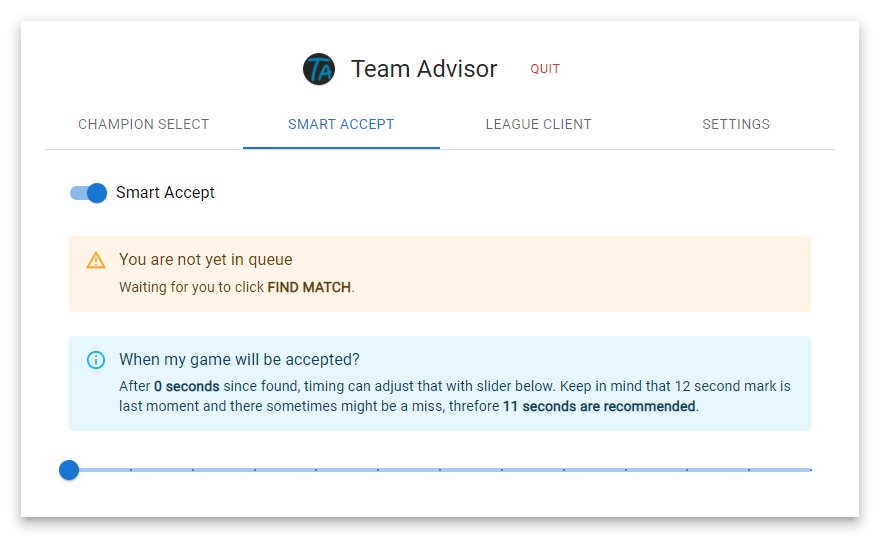 TA Team Advisor QUIT
CHAMPION SELECT SMART ACCEPT LEAGUE CLIENT SETTINGS
Smart Accept
You are not yet in queue
Waiting for you to click FIND MATCH.
When my game will be accepted?
After 0 seconds since found, timing can adjust that with slider below. Keep in mind that 12 second mark is
last moment and there sometimes might be a miss, threfore 11 seconds are recommended.